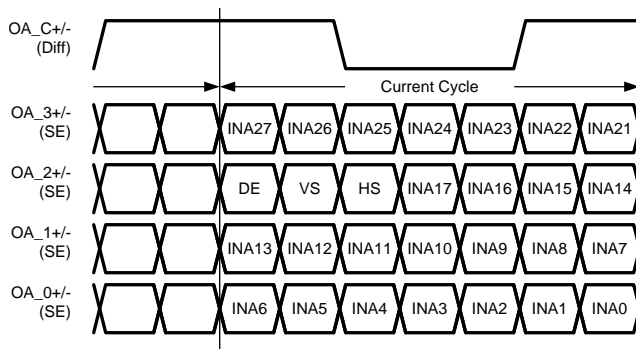 OA_C+/-
(Diff)
Current Cycle
OA_3+/-
(SE)
INA27 INA26 INA25 INA24 INA23 INA22 INA21
OA_2+/-
(SE)
DE VS HS INA17 INA16 INA15 INA14
OA_1+/-
(SE)
INA13 INA12 INA11 INA10 INA9 INA8 INA7
OA_0+/-
(SE)
INA6 INA5 INA4 INA3 INA2 INA1 INA0